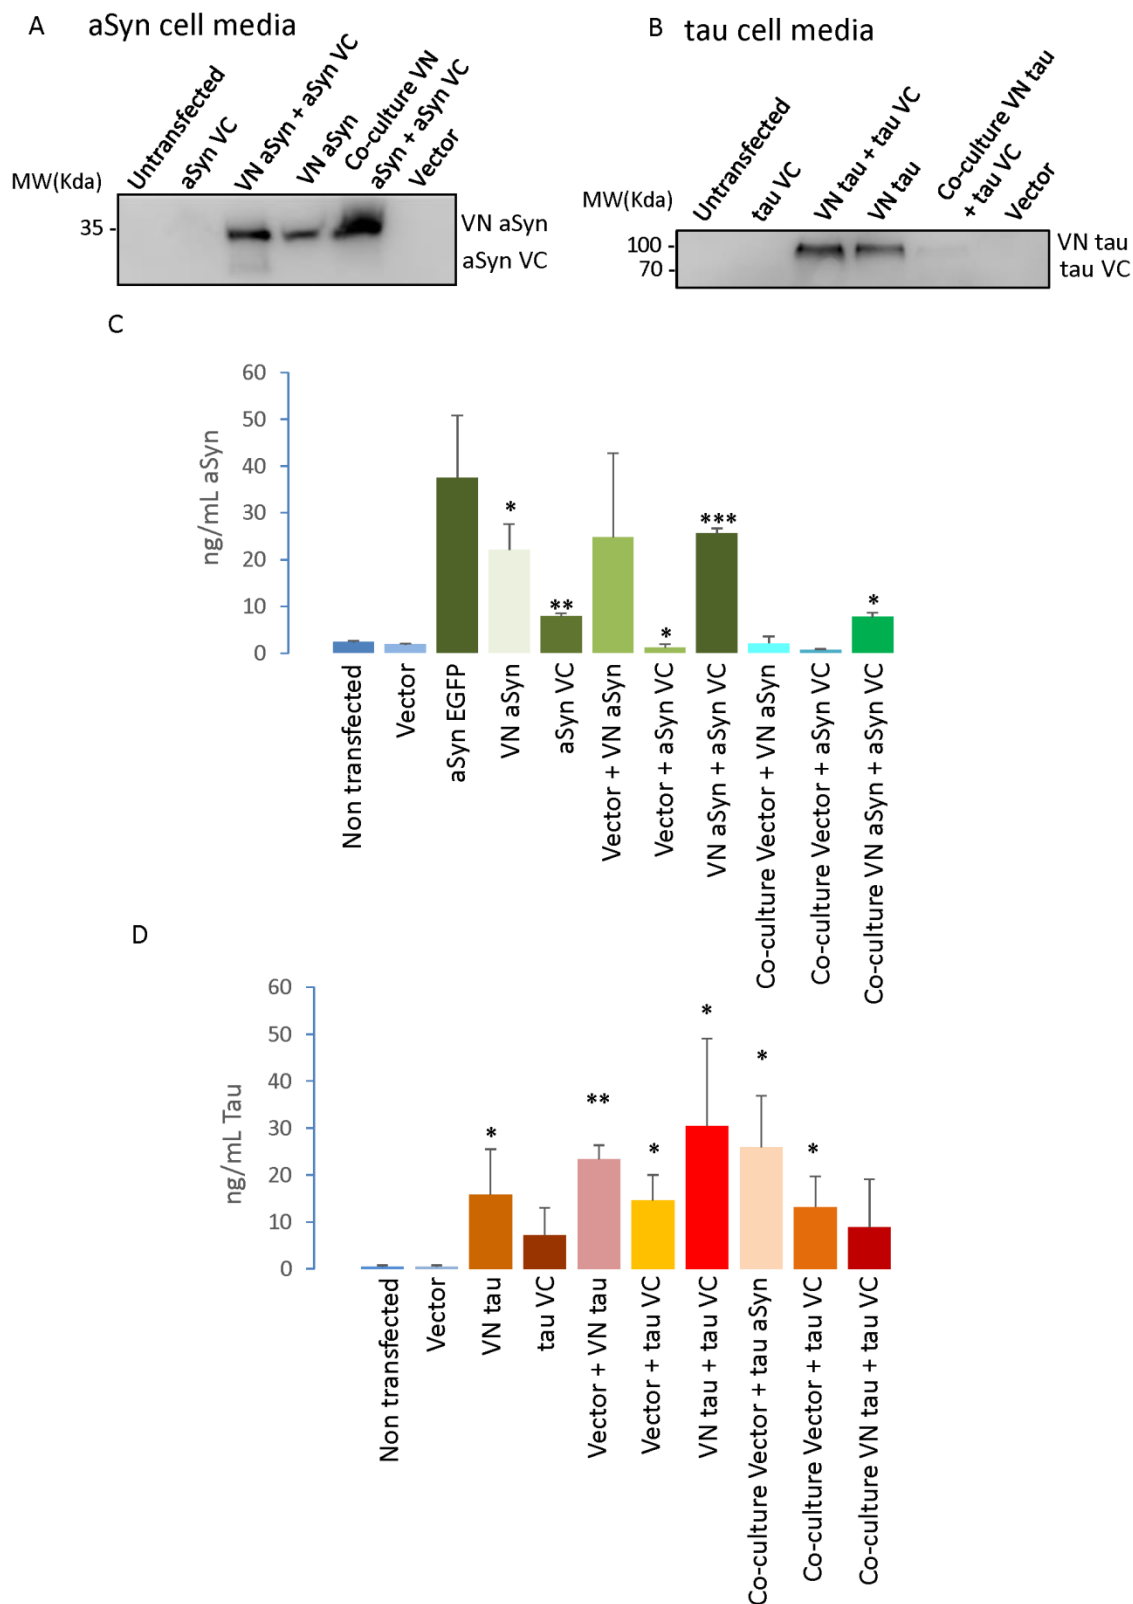 A aSyn cell media
Untransfected
aSyn VC
VN aSyn + aSyn VC
VN aSyn
Co-culture VN
aSyn + aSyn VC
Vector
MW(Kda)
35
VN aSyn
aSyn VC
B tau cell media
Untransfected
tau VC
VN tau + tau VC
VN tau
Co-culture VN tau
+ tau VC
Vector
MW(Kda)
100
70
VN tau
tau VC
C
ng/mL aSyn
60
50
40
30
20
10
0
*
**
*
***
*
Non transfected
Vector
aSyn EGFP
VN aSyn
aSyn VC
Vector + VN aSyn
Vector + aSyn VC
VN aSyn + aSyn VC
Co-culture Vector + VN aSyn
Co-culture Vector + aSyn VC
Co-culture VN aSyn + aSyn VC
D
ng/mL Tau
60
50
40
30
20
10
0
*
**
*
*
*
*
Non transfected
Vector
VN tau
tau VC
Vector + VN tau
Vector + tau VC
VN tau + tau VC
Co-culture Vector + tau aSyn
Co-culture Vector + tau VC
Co-culture VN tau + tau VC